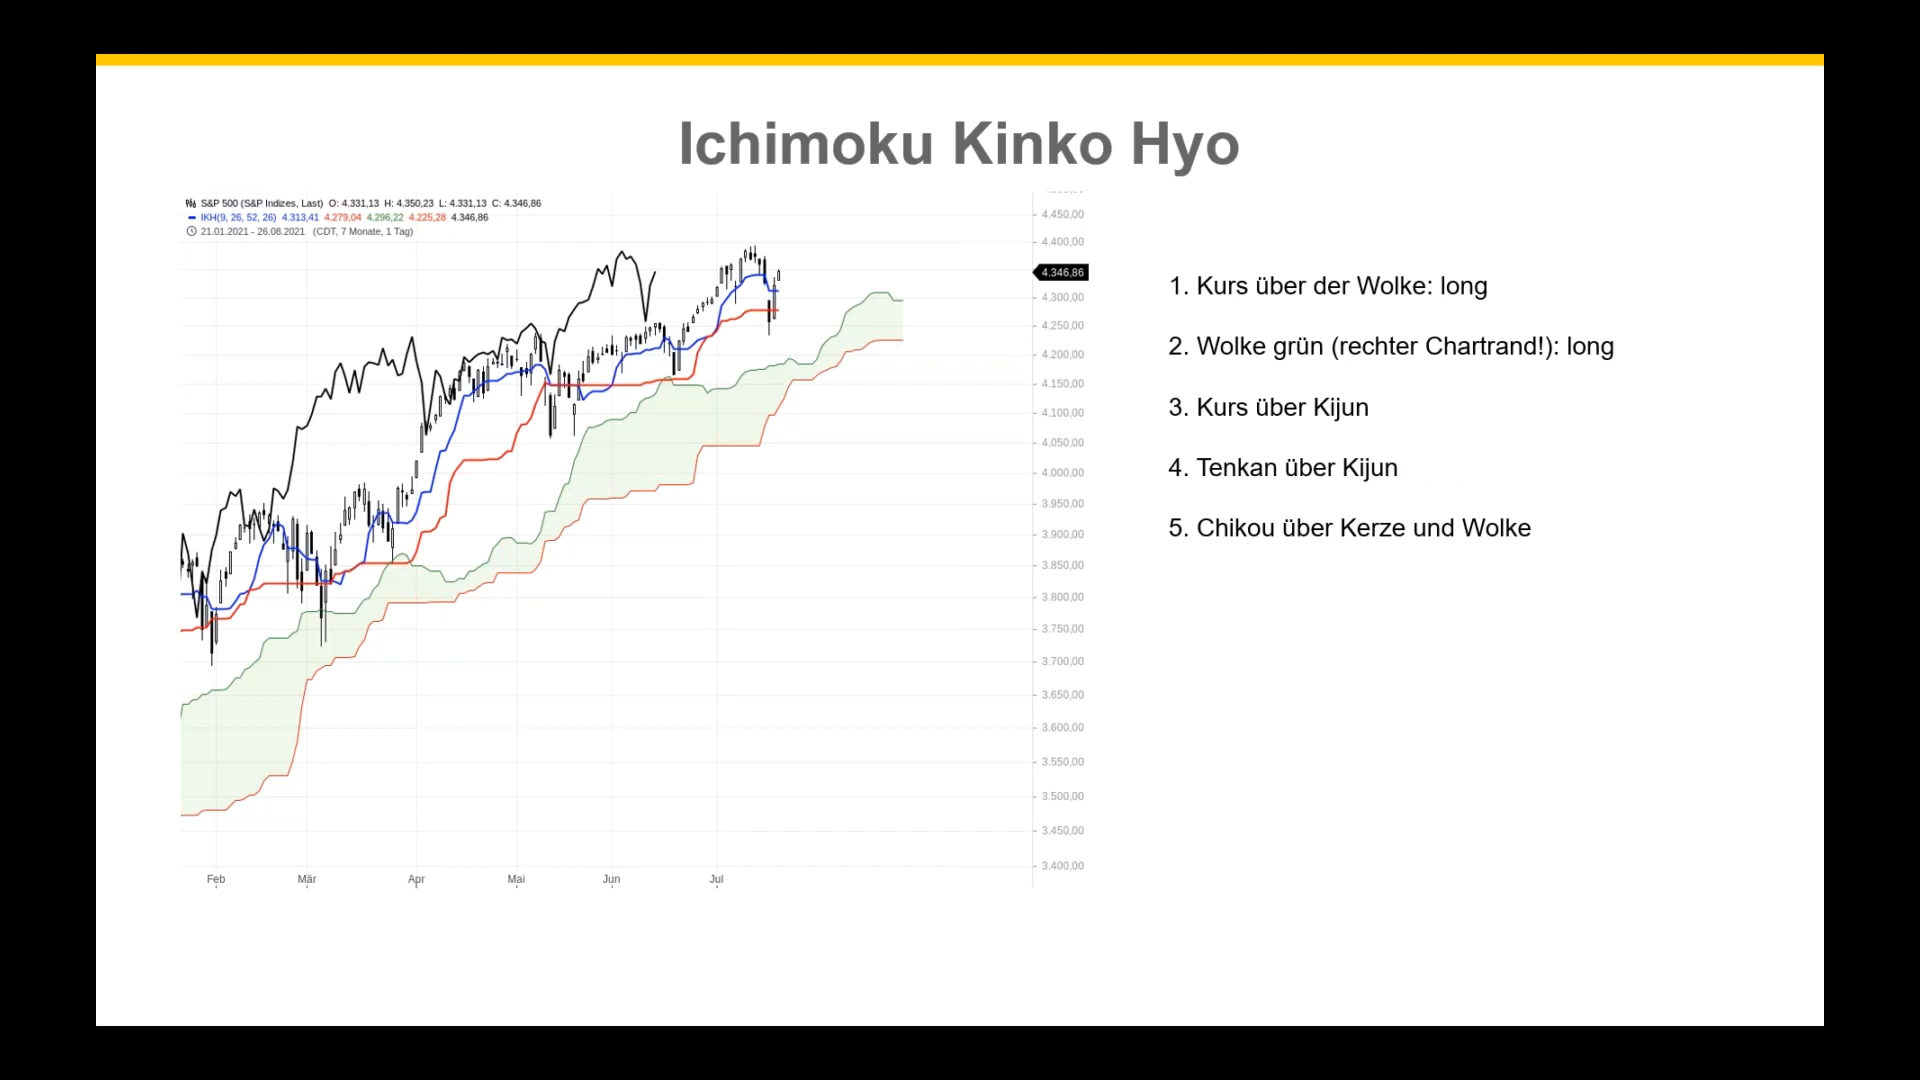 Ichimoku Kinko Hyo
S&P 500 (S&P Indizes, Last) O: 4.331,13 H: 4.350,23 L: 4.331,13 C: 4.346,86
IKH(9, 26, 52, 26) 4.313,41 4.279,04 4.296,22 4.225,28 4.346,86
21.01.2021 - 26.08.2021 (CDT, 7 Monate, 1 Tag)
4.450,00
4.400,00
4.346,86
4.300,00
4.250,00
4.200,00
4.150,00
4.100,00
4.050,00
4.000,00
3.950,00
3.900,00
3.850,00
3.800,00
3.750,00
3.700,00
3.650,00
3.600,00
3.550,00
3.500,00
3.450,00
3.400,00
Feb Mär Apr Mai Jun Jul
1. Kurs über der Wolke: long
2. Wolke grün (rechter Chartrand!): long
3. Kurs über Kijun
4. Tenkan über Kijun
5. Chikou über Kerze und Wolke